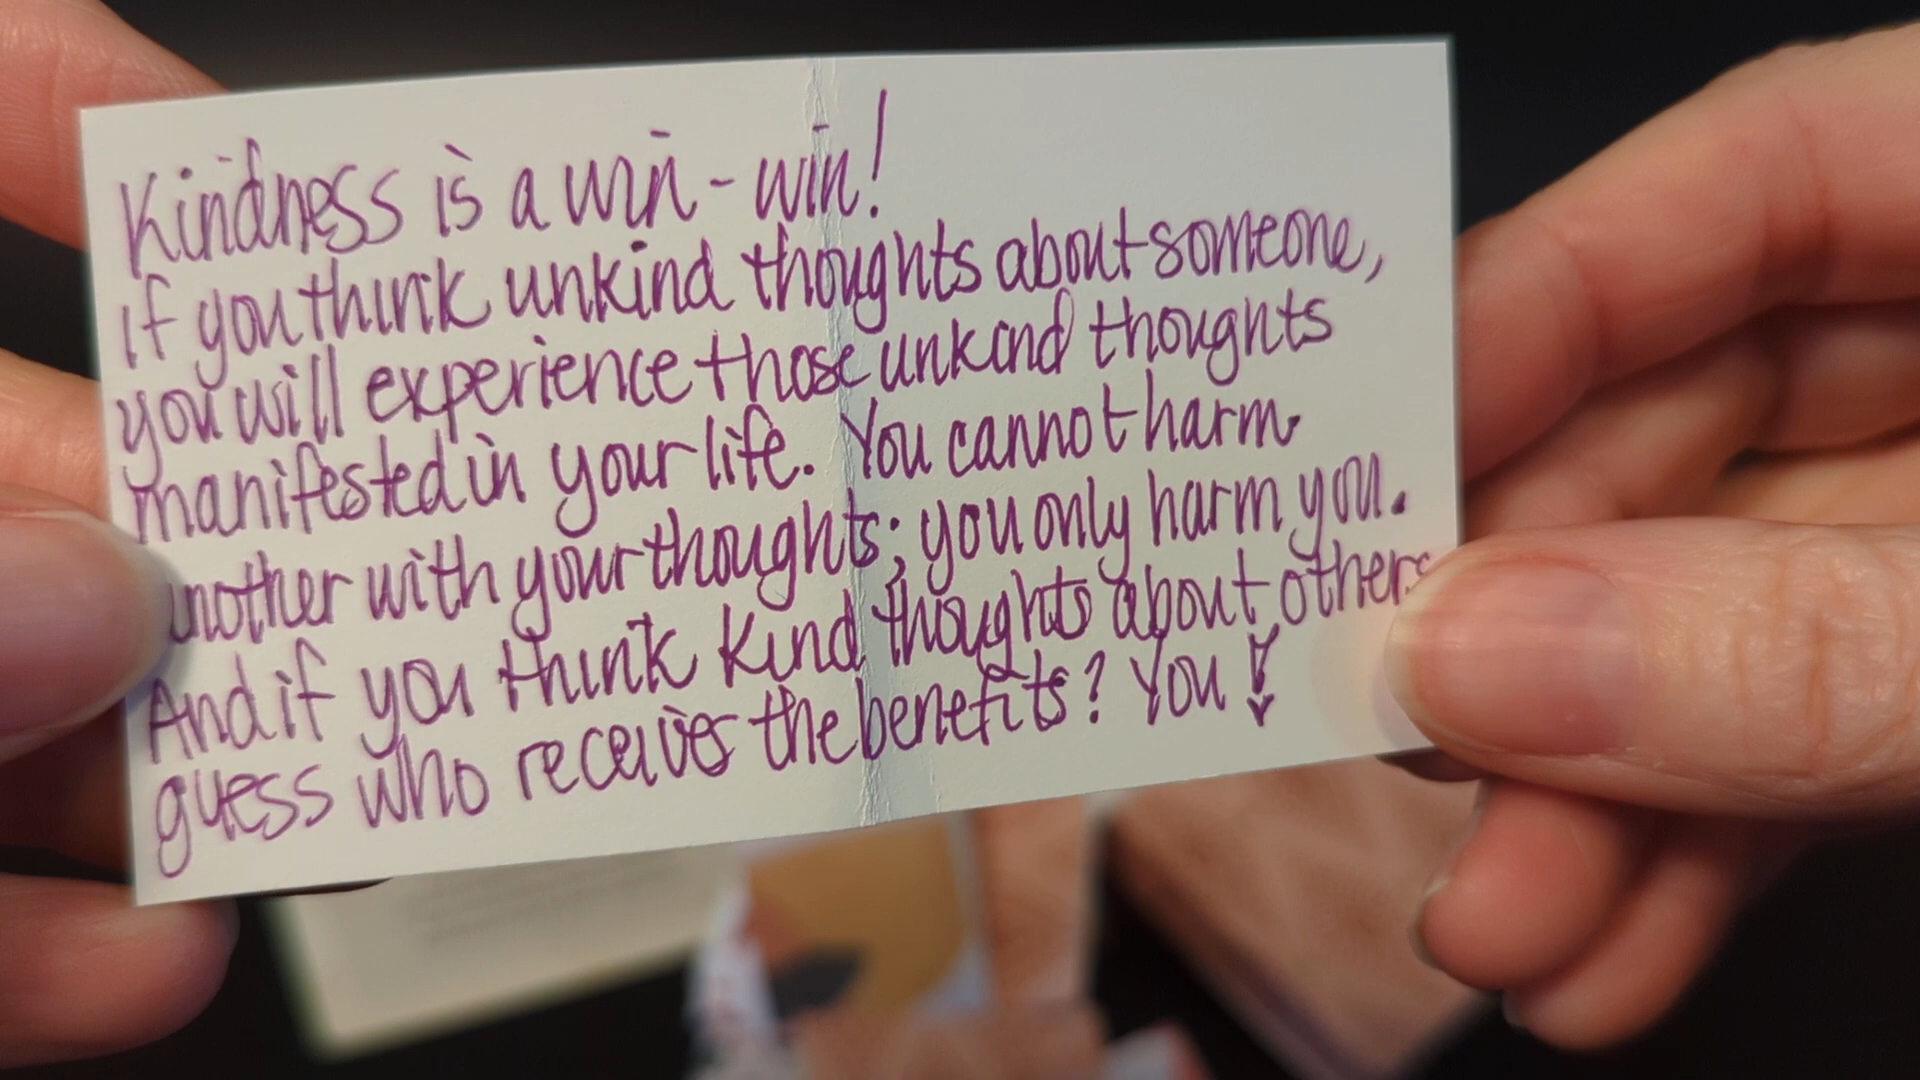 Kindness is a win-win!
If you think unkind thoughts about someone,
you will experience those unkind thoughts
manifested in your life. You cannot harm
another with your thoughts; you only harm you.
And if you think kind thoughts about others
guess who receives the benefits? You!